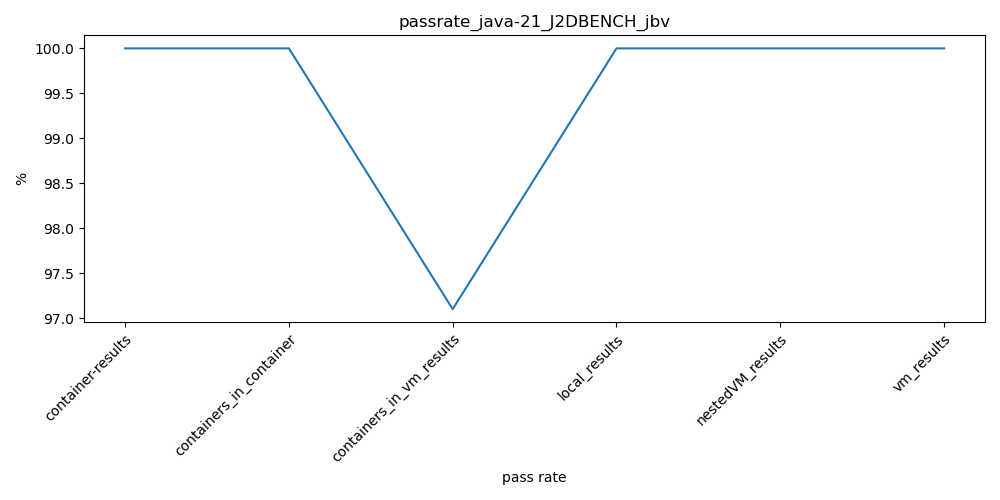 passrate_java-21_J2DBENCH_jbv
100.0
99.5
99.0
98.5
98.0
97.5
97.0
%
container-results
containers_in_container
containers_in_vm_results
local_results
nestedVM_results
vm_results
pass rate